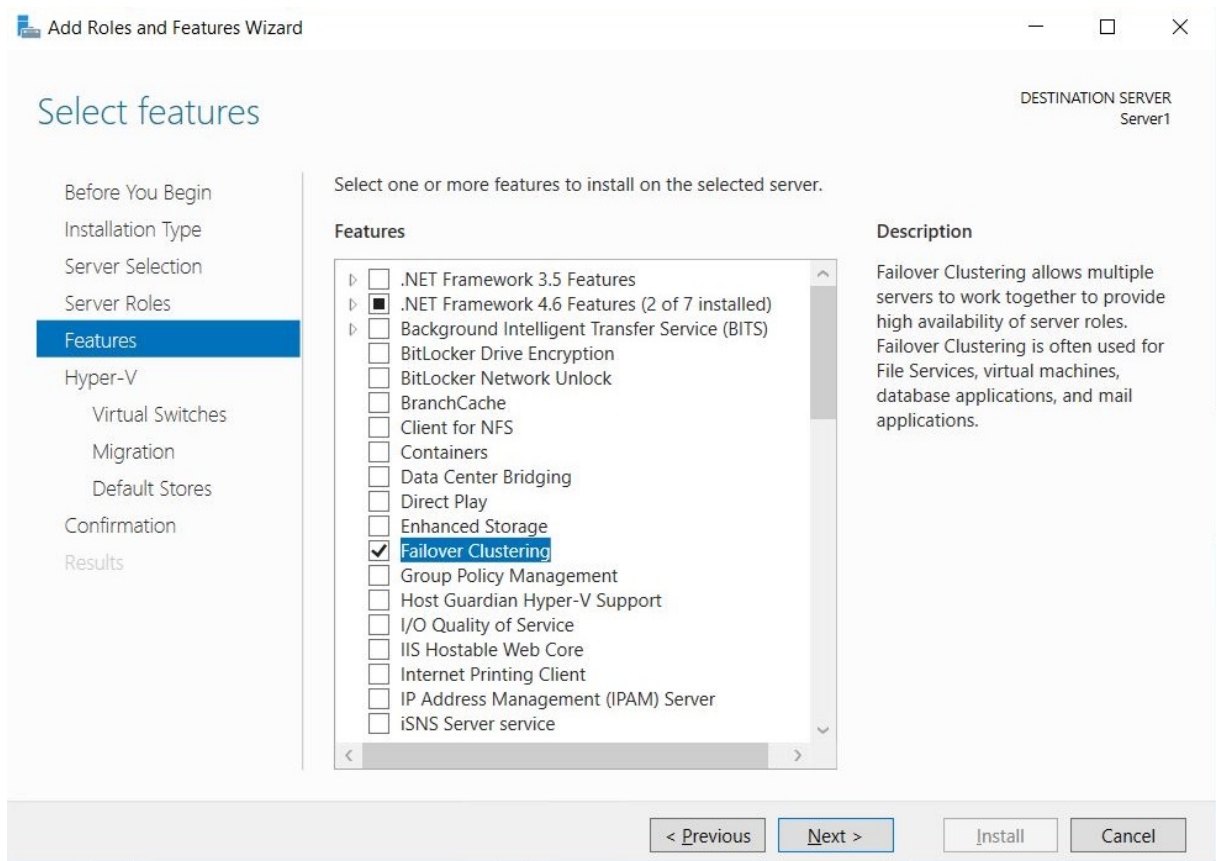 Add Roles and Features Wizard
Select features
DESTINATION SERVER
Server1
Before You Begin
Installation Type
Server Selection
Server Roles
Features
Hyper-V
Virtual Switches
Migration
Default Stores
Confirmation
Results
Select one or more features to install on the selected server.
Features
.NET Framework 3.5 Features
.NET Framework 4.6 Features (2 of 7 installed)
Background Intelligent Transfer Service (BITS)
BitLocker Drive Encryption
BitLocker Network Unlock
BranchCache
Client for NFS
Containers
Data Center Bridging
Direct Play
Enhanced Storage
Failover Clustering
Group Policy Management
Host Guardian Hyper-V Support
I/O Quality of Service
IIS Hostable Web Core
Internet Printing Client
IP Address Management (IPAM) Server
iSNS Server service
Description
Failover Clustering allows multiple
servers to work together to provide
high availability of server roles.
Failover Clustering is often used for
File Services, virtual machines,
database applications, and mail
applications.
< Previous
Next >
Install
Cancel